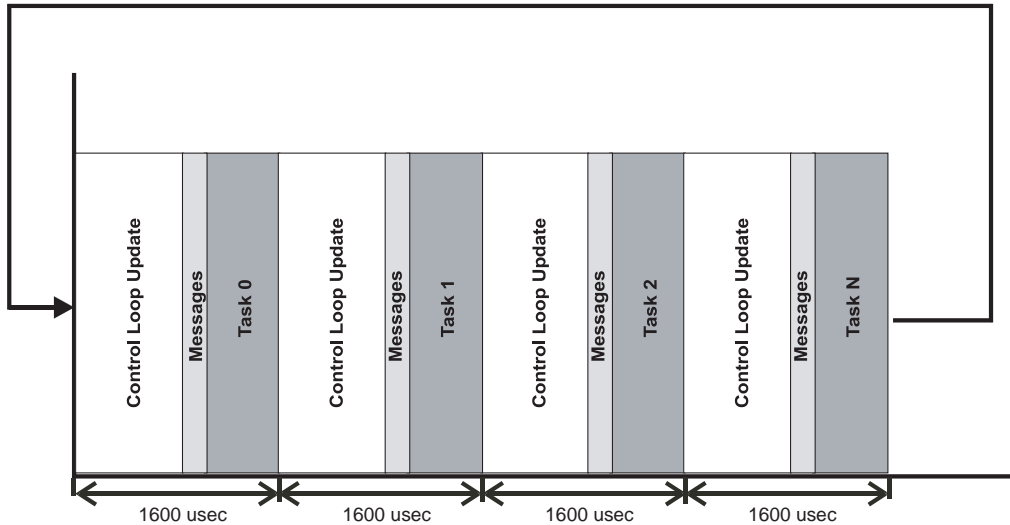 Control Loop Update
Messages
Task 0
Control Loop Update
Messages
Task 1
Control Loop Update
Messages
Task 2
Control Loop Update
Messages
Task N
1600 usec
1600 usec
1600 usec
1600 usec